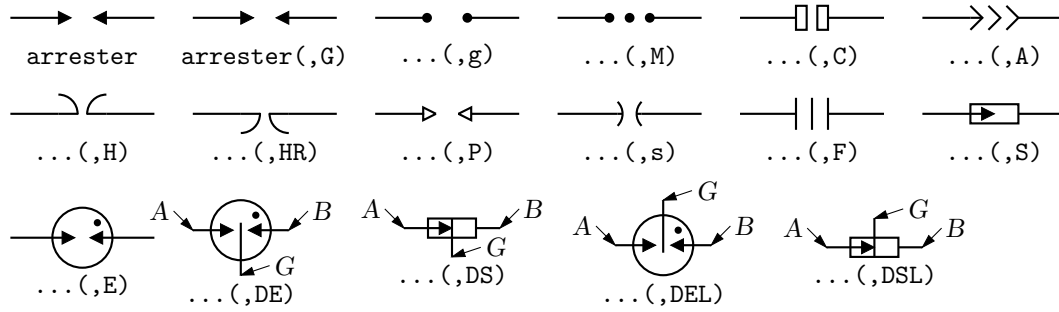 arrester arrester(,G) ...(,g) ...(,M) ...(,C) ...(,A)
...(,H) ...(,HR) ...(,P) ...(,s) ...(,F) ...(,S)
G
A B A B A B A G B
G G
...(,E) ...(,DE) ...(,DS) ...(,DEL) ...(,DSL)